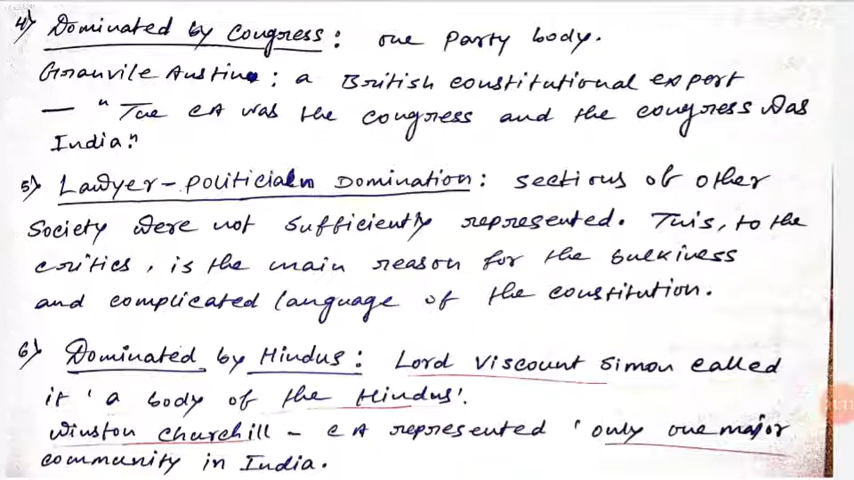 4) Dominated by Congress: one party body.
Granvile Austin: a British constitutional expert
— "The CA was the congress and the congress was
India."
5) Lawyer-Politician Domination: sections of other
society were not sufficiently represented. This, to the
critics, is the main reason for the bulkiness
and complicated language of the constitution.
6) Dominated by Hindus: Lord Viscount Simon called
it 'a body of the Hindus'.
Winston Churchill - CA represented 'only one major
community in India.